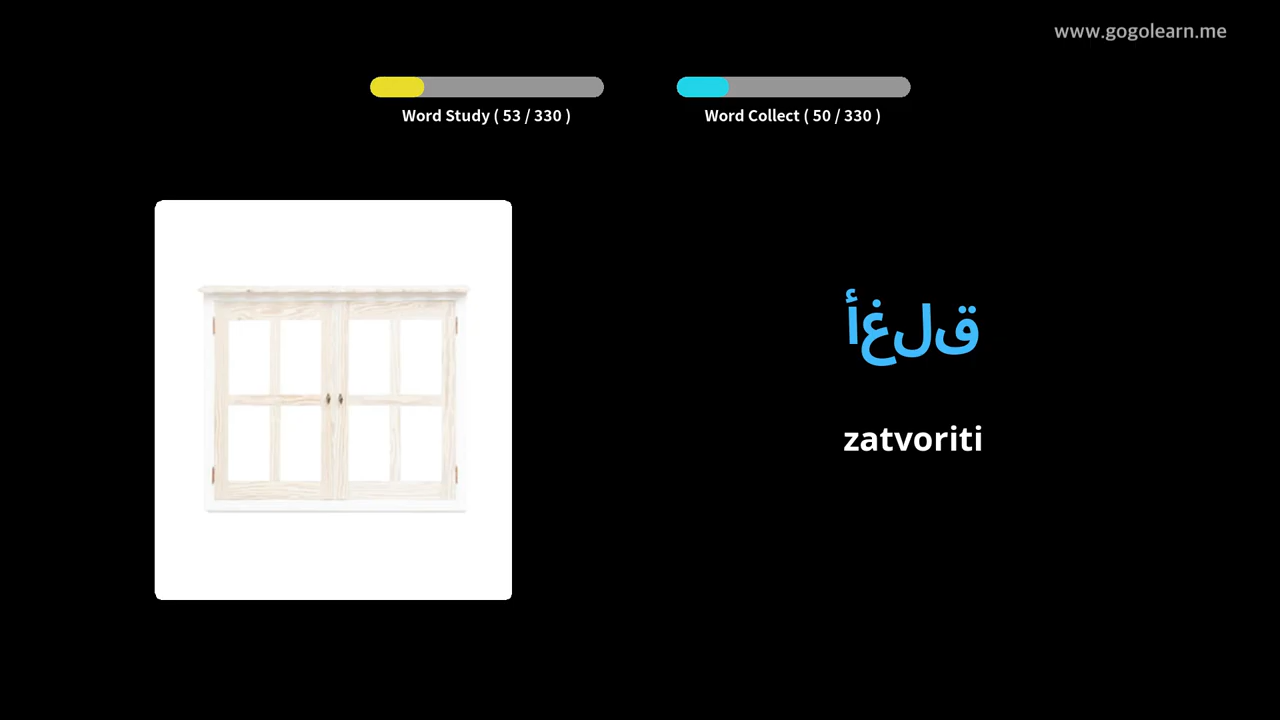 www.gogolearn.me
Word Study ( 53 / 330 )
Word Collect ( 50 / 330 )
أغلق
zatvoriti